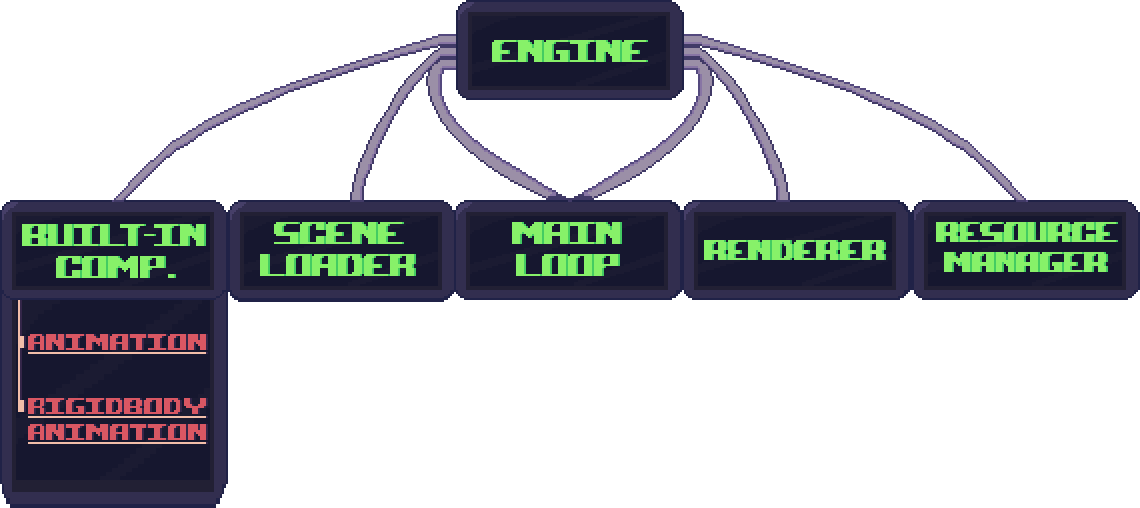 ENGINE
BUILT-IN
COMP.
SCENE
LOADER
MAIN
LOOP
RENDERER
RESOURCE
MANAGER
ANIMATION
RIGIDBODY
ANIMATION